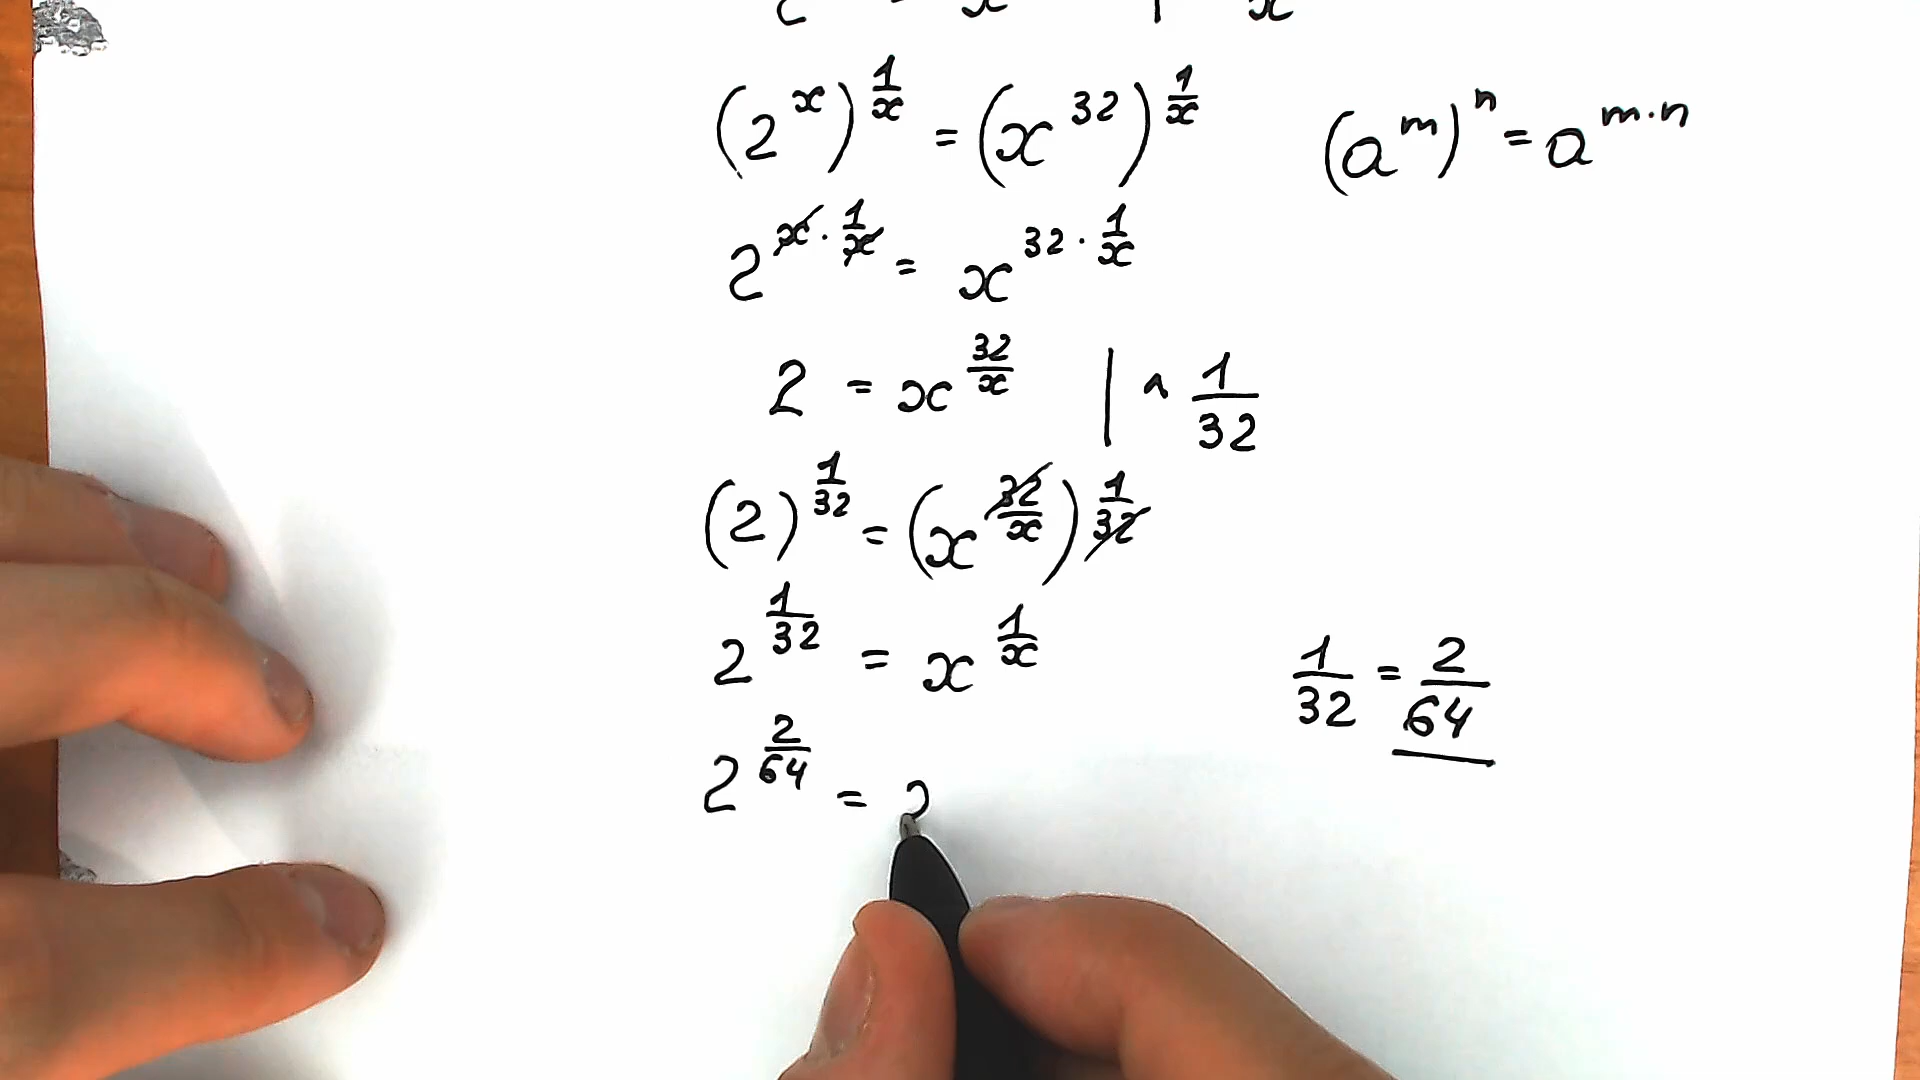 (2^x)^(1/x) = (x^32)^(1/x)   (a^m)^n = a^(m·n)
2^(x·1/x) = x^(32·1/x)
2 = x^(32/x) | ^ 1/32
(2)^(1/32) = (x^(32/x))^(1/32)
2^(1/32) = x^(1/x)   1/32 = 2/64
2^(2/64) =